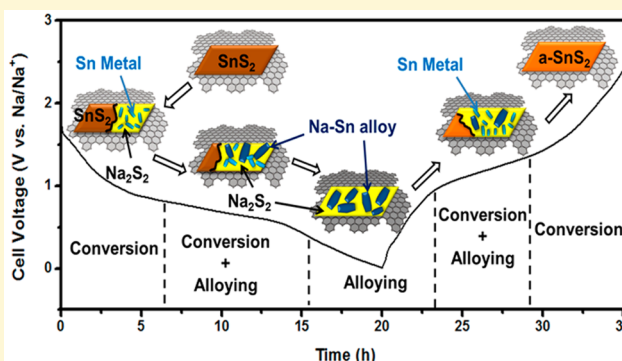 3
2
1
0
Cell Voltage (V vs. Na/Na⁺)
SnS₂
a-SnS₂
Sn Metal
Sn Metal
SnS₂
Na-Sn alloy
Na₂S₂
Na₂S₂
Conversion
Conversion
+
Alloying
Alloying
Conversion
+
Alloying
Conversion
0 5 10 15 20 25 30 35
Time (h)